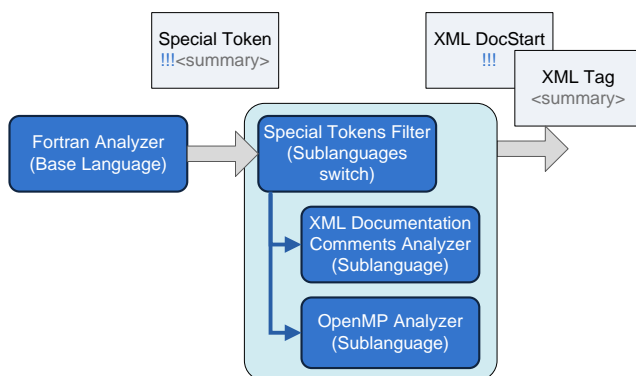 Special Token
!!!<summary>
XML DocStart
!!!
XML Tag
<summary>
Fortran Analyzer
(Base Language)
Special Tokens Filter
(Sublanguages
switch)
XML Documentation
Comments Analyzer
(Sublanguage)
OpenMP Analyzer
(Sublanguage)